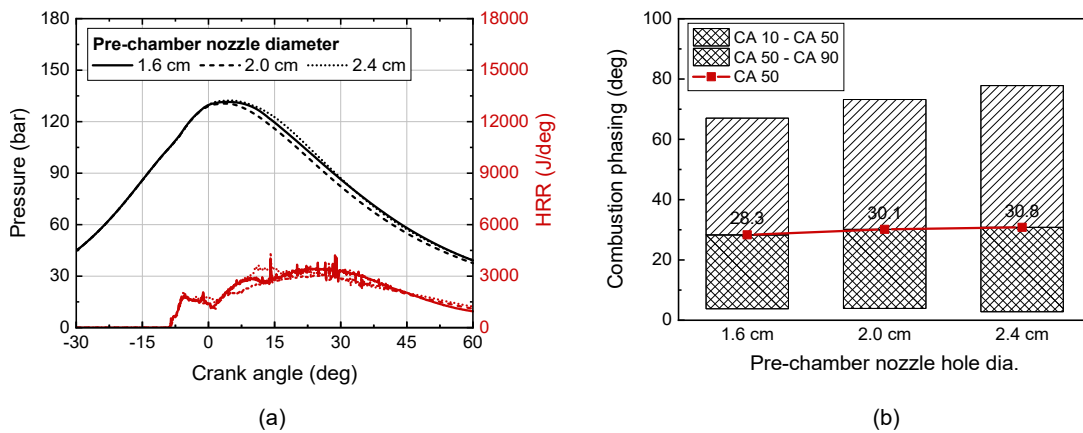 Pre-chamber nozzle diameter
1.6 cm 2.0 cm 2.4 cm
Pressure (bar)
180
150
120
90
60
30
0
-30 -15 0 15 30 45 60
Crank angle (deg)
18000
15000
12000
9000
6000
3000
0
HRR (J/deg)
(a)
CA 10 - CA 50
CA 50 - CA 90
CA 50
Combustion phasing (deg)
100
80
60
40
20
0
28.3 30.1 30.8
1.6 cm 2.0 cm 2.4 cm
Pre-chamber nozzle hole dia.
(b)